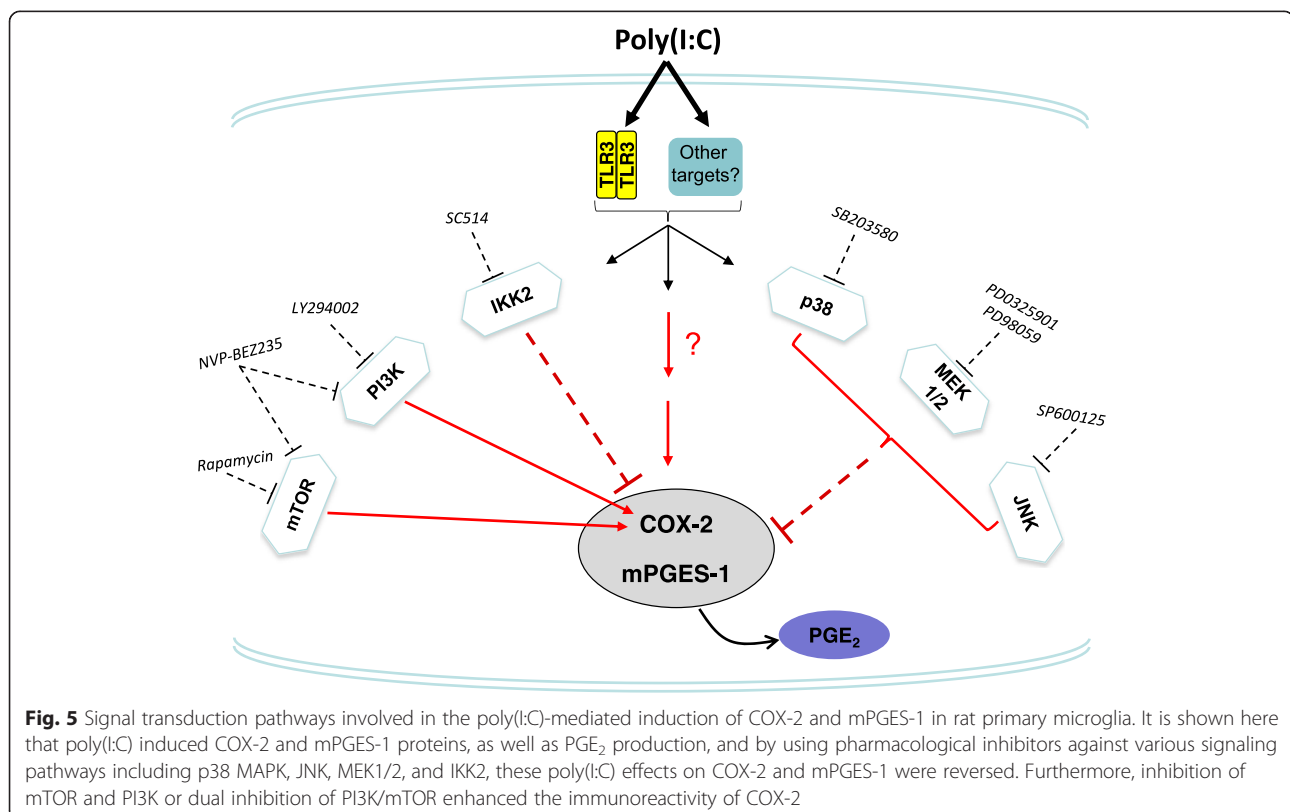 Poly(I:C)
TLR3
TLR3
Other
targets?
SC514
SB203580
IKK2
p38
LY294002
PD0325901
PD98059
NVP-BEZ235
PI3K
?
MEK
1/2
SP600125
Rapamycin
mTOR
JNK
COX-2
mPGES-1
PGE₂
Fig. 5 Signal transduction pathways involved in the poly(I:C)-mediated induction of COX-2 and mPGES-1 in rat primary microglia. It is shown here
that poly(I:C) induced COX-2 and mPGES-1 proteins, as well as PGE₂ production, and by using pharmacological inhibitors against various signaling
pathways including p38 MAPK, JNK, MEK1/2, and IKK2, these poly(I:C) effects on COX-2 and mPGES-1 were reversed. Furthermore, inhibition of
mTOR and PI3K or dual inhibition of PI3K/mTOR enhanced the immunoreactivity of COX-2